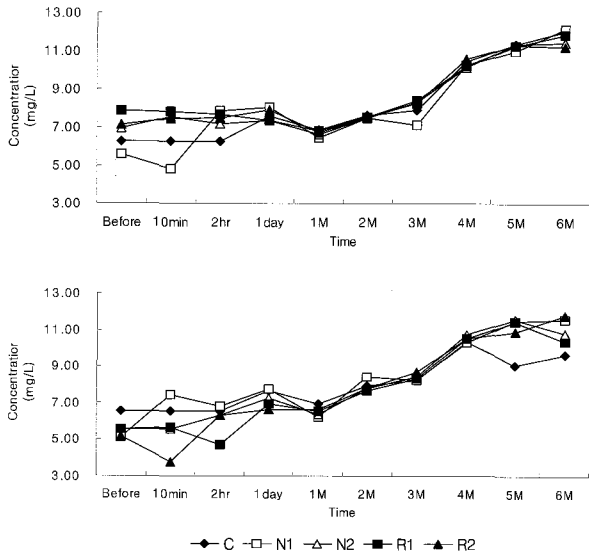 13.00
11.00
9.00
7.00
5.00
3.00
Concentratior
(mg/L)
Before 10min 2hr 1day 1M 2M 3M 4M 5M 6M
Time
13.00
11.00
9.00
7.00
5.00
3.00
Concentratior
(mg/L)
Before 10min 2hr 1day 1M 2M 3M 4M 5M 6M
Time
C N1 N2 R1 R2